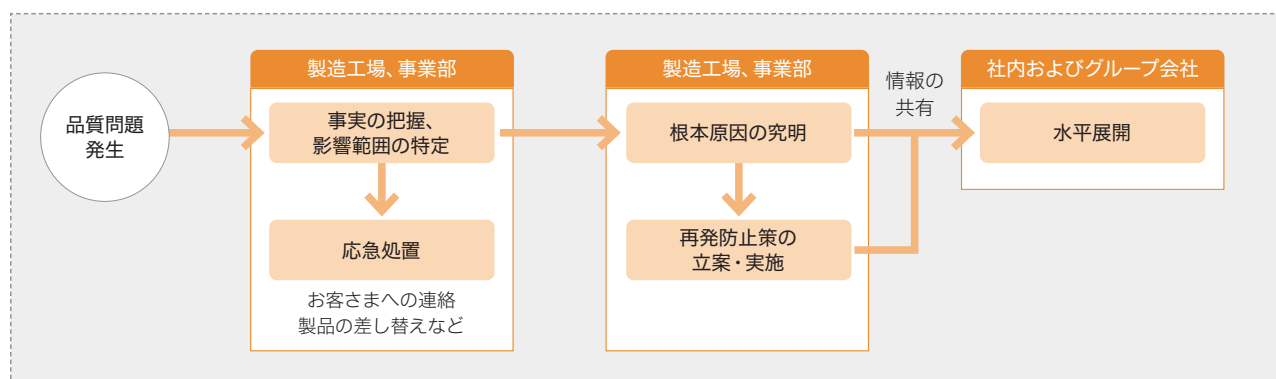 品質問題
発生
製造工場、事業部
事実の把握、
影響範囲の特定
応急処置
お客さまへの連絡
製品の差し替えなど
製造工場、事業部
根本原因の究明
再発防止策の
立案・実施
情報の
共有
社内およびグループ会社
水平展開